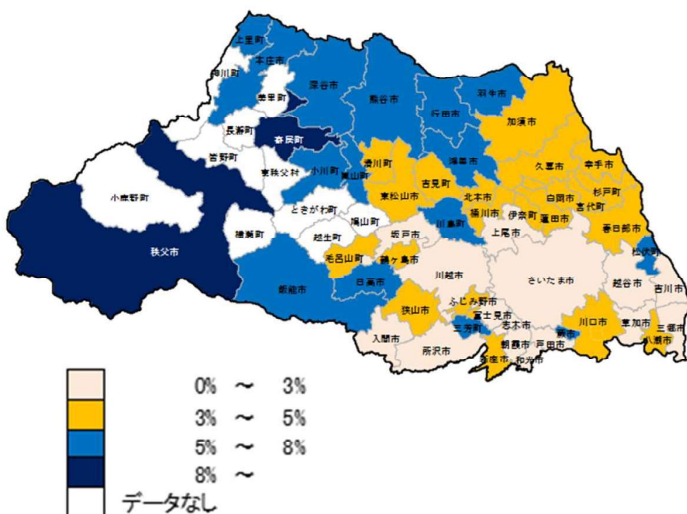 上里町
本庄市
神川町
美里町
深谷市
熊谷市
行田市
羽生市
加須市
長瀞町
寄居町
皆野町
東秩父村
小川町
嵐山町
滑川町
東松山市
吉見町
鴻巣市
北本市
久喜市
幸手市
杉戸町
宮代町
白岡市
蓮田市
春日部市
小鹿野町
秩父市
横瀬町
ときがわ町
越生町
鳩山町
毛呂山町
坂戸市
鶴ヶ島市
川島町
桶川市
伊奈町
上尾市
松伏町
飯能市
日高市
川越市
さいたま市
越谷市
吉川市
狭山市
ふじみ野市
富士見市
三芳町
志木市
入間市
所沢市
新座市
朝霞市
和光市
戸田市
蕨市
川口市
草加市
八潮市
三郷市
0% ～ 3%
3% ～ 5%
5% ～ 8%
8% ～
データなし